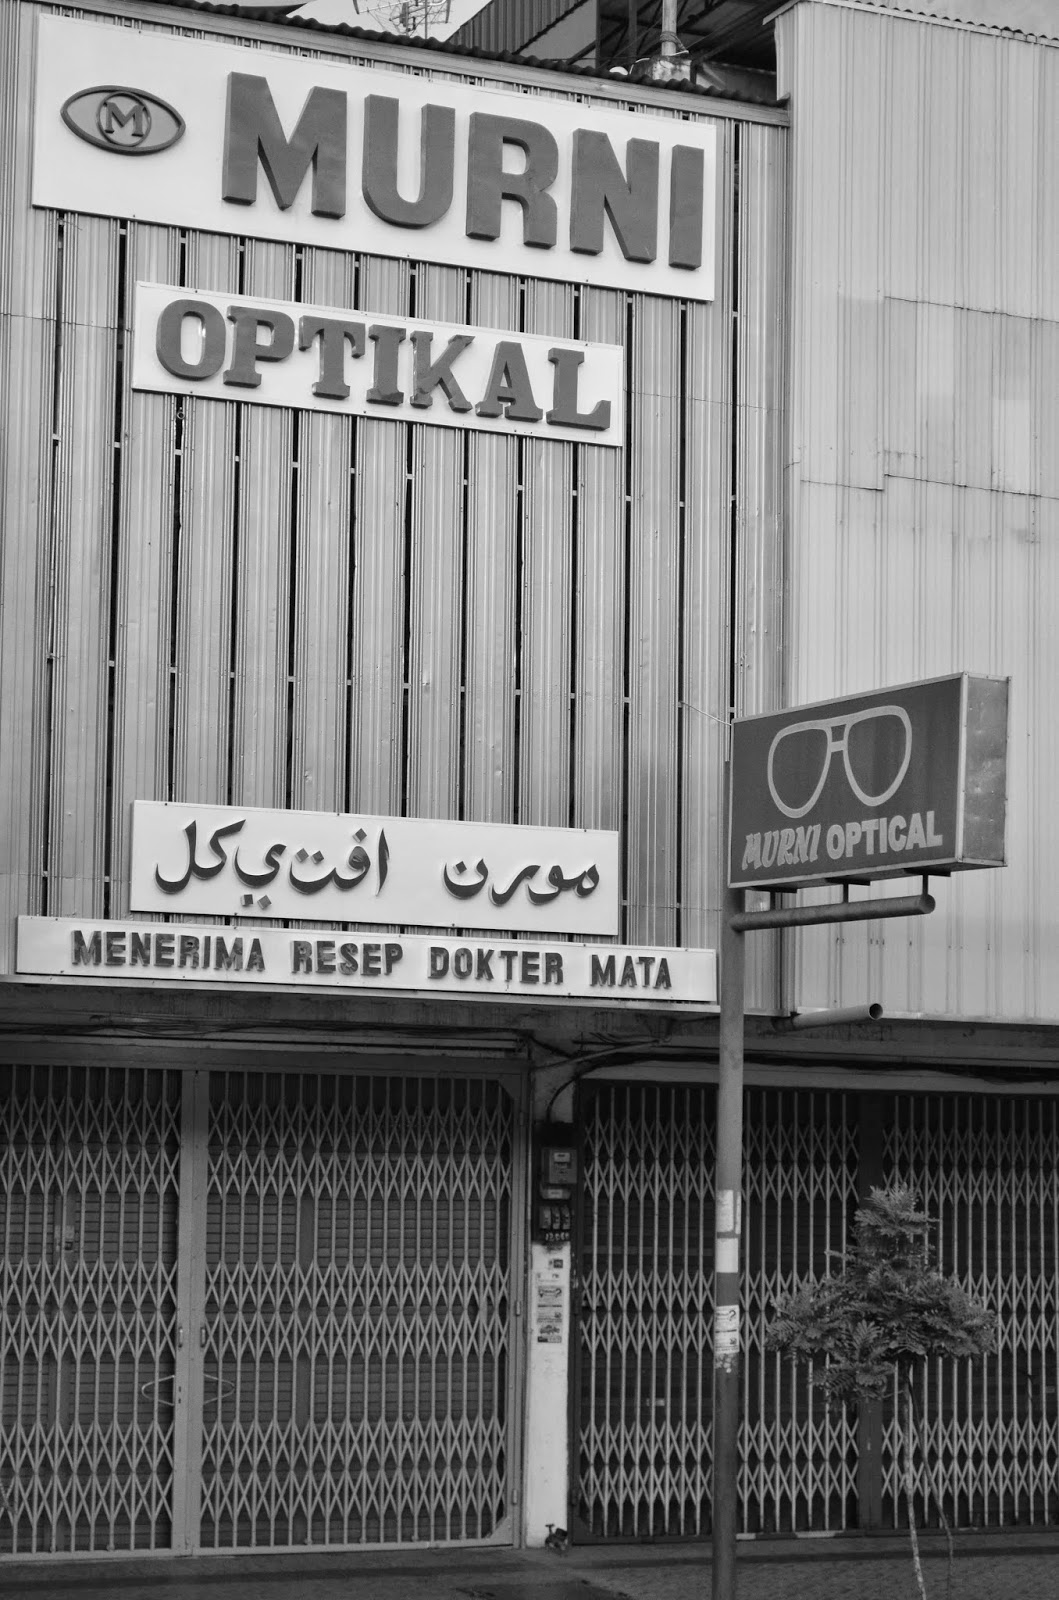 M
MURNI
OPTIKAL
MURNI OPTICAL
مورن افتيكل
MENERIMA RESEP DOKTER MATA